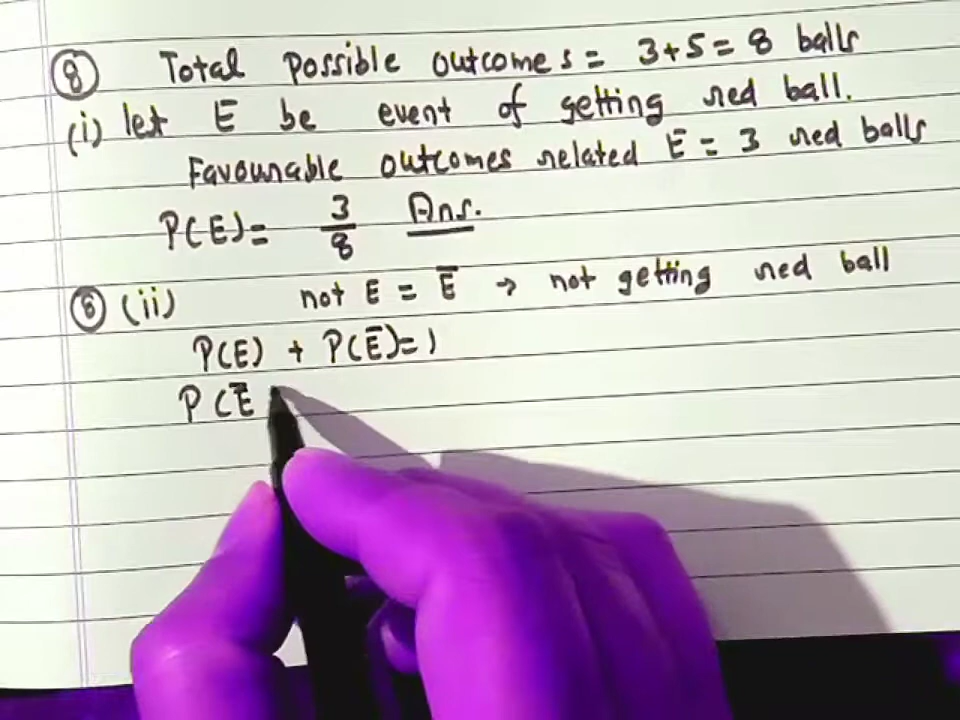 ⑧ Total possible outcomes = 3+5 = 8 balls
(i) let E be event of getting red ball.
Favourable outcomes related E = 3 red balls
P(E) = 3/8 Ans.
⑧ (ii) not E = E̅ → not getting red ball
P(E) + P(E̅) = 1
P(E̅